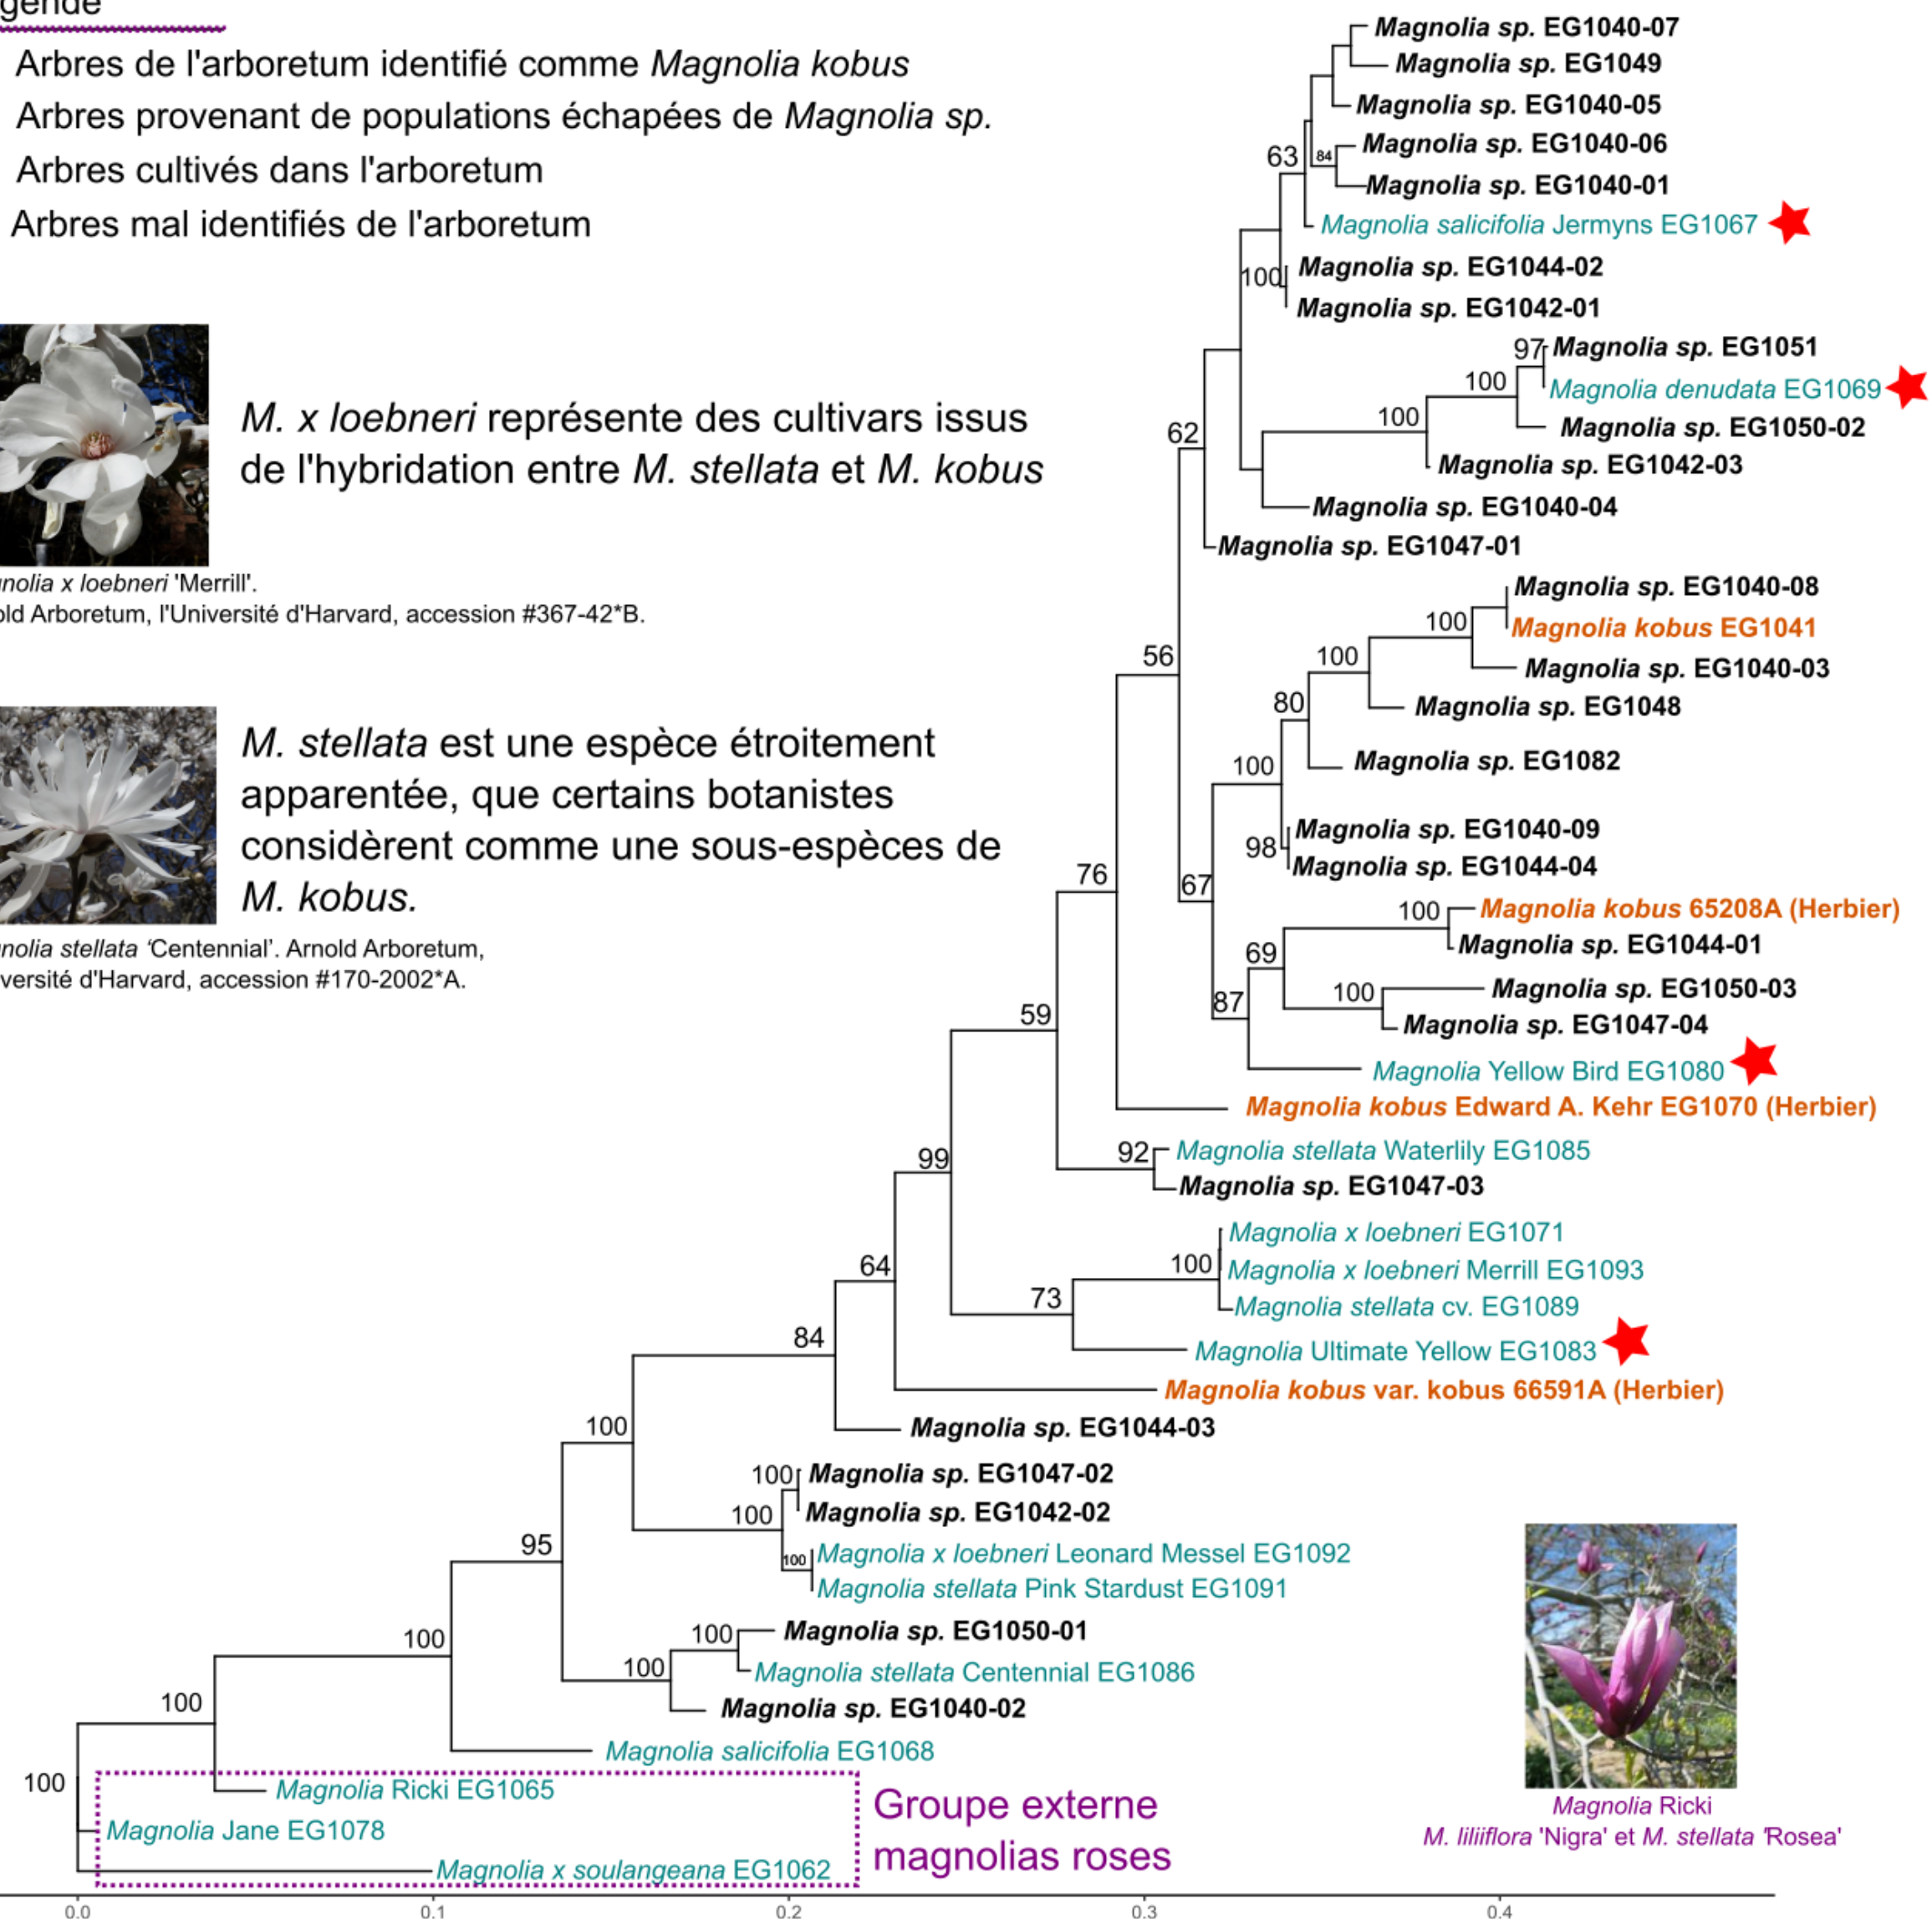 gende
Arbres de l'arboretum identifié comme Magnolia kobus
Arbres provenant de populations échapées de Magnolia sp.
Arbres cultivés dans l'arboretum
Arbres mal identifiés de l'arboretum
M. x loebneri représente des cultivars issus
de l'hybridation entre M. stellata et M. kobus
nolia x loebneri 'Merrill'.
old Arboretum, l'Université d'Harvard, accession #367-42*B.
M. stellata est une espèce étroitement
apparentée, que certains botanistes
considèrent comme une sous-espèces de
M. kobus.
nolia stellata ‘Centennial’. Arnold Arboretum,
versité d'Harvard, accession #170-2002*A.
Magnolia sp. EG1040-07
Magnolia sp. EG1049
Magnolia sp. EG1040-05
Magnolia sp. EG1040-06
63
84
Magnolia sp. EG1040-01
Magnolia salicifolia Jermyns EG1067
Magnolia sp. EG1044-02
100
Magnolia sp. EG1042-01
97
Magnolia sp. EG1051
100
Magnolia denudata EG1069
100
Magnolia sp. EG1050-02
62
Magnolia sp. EG1042-03
Magnolia sp. EG1040-04
Magnolia sp. EG1047-01
Magnolia sp. EG1040-08
100
Magnolia kobus EG1041
56
100
Magnolia sp. EG1040-03
80
Magnolia sp. EG1048
100
Magnolia sp. EG1082
Magnolia sp. EG1040-09
98
Magnolia sp. EG1044-04
76
67
100
Magnolia kobus 65208A (Herbier)
69
Magnolia sp. EG1044-01
87
100
Magnolia sp. EG1050-03
59
Magnolia sp. EG1047-04
Magnolia Yellow Bird EG1080
Magnolia kobus Edward A. Kehr EG1070 (Herbier)
99
92
Magnolia stellata Waterlily EG1085
Magnolia sp. EG1047-03
Magnolia x loebneri EG1071
64
100
Magnolia x loebneri Merrill EG1093
73
Magnolia stellata cv. EG1089
84
Magnolia Ultimate Yellow EG1083
Magnolia kobus var. kobus 66591A (Herbier)
100
Magnolia sp. EG1044-03
100
Magnolia sp. EG1047-02
100
Magnolia sp. EG1042-02
95
100
Magnolia x loebneri Leonard Messel EG1092
Magnolia stellata Pink Stardust EG1091
100
100
Magnolia sp. EG1050-01
100
Magnolia stellata Centennial EG1086
100
Magnolia sp. EG1040-02
Magnolia salicifolia EG1068
100
Magnolia Ricki EG1065
Magnolia Jane EG1078
Magnolia x soulangeana EG1062
Groupe externe
magnolias roses
Magnolia Ricki
M. liliiflora 'Nigra' et M. stellata 'Rosea'
0.0 0.1 0.2 0.3 0.4